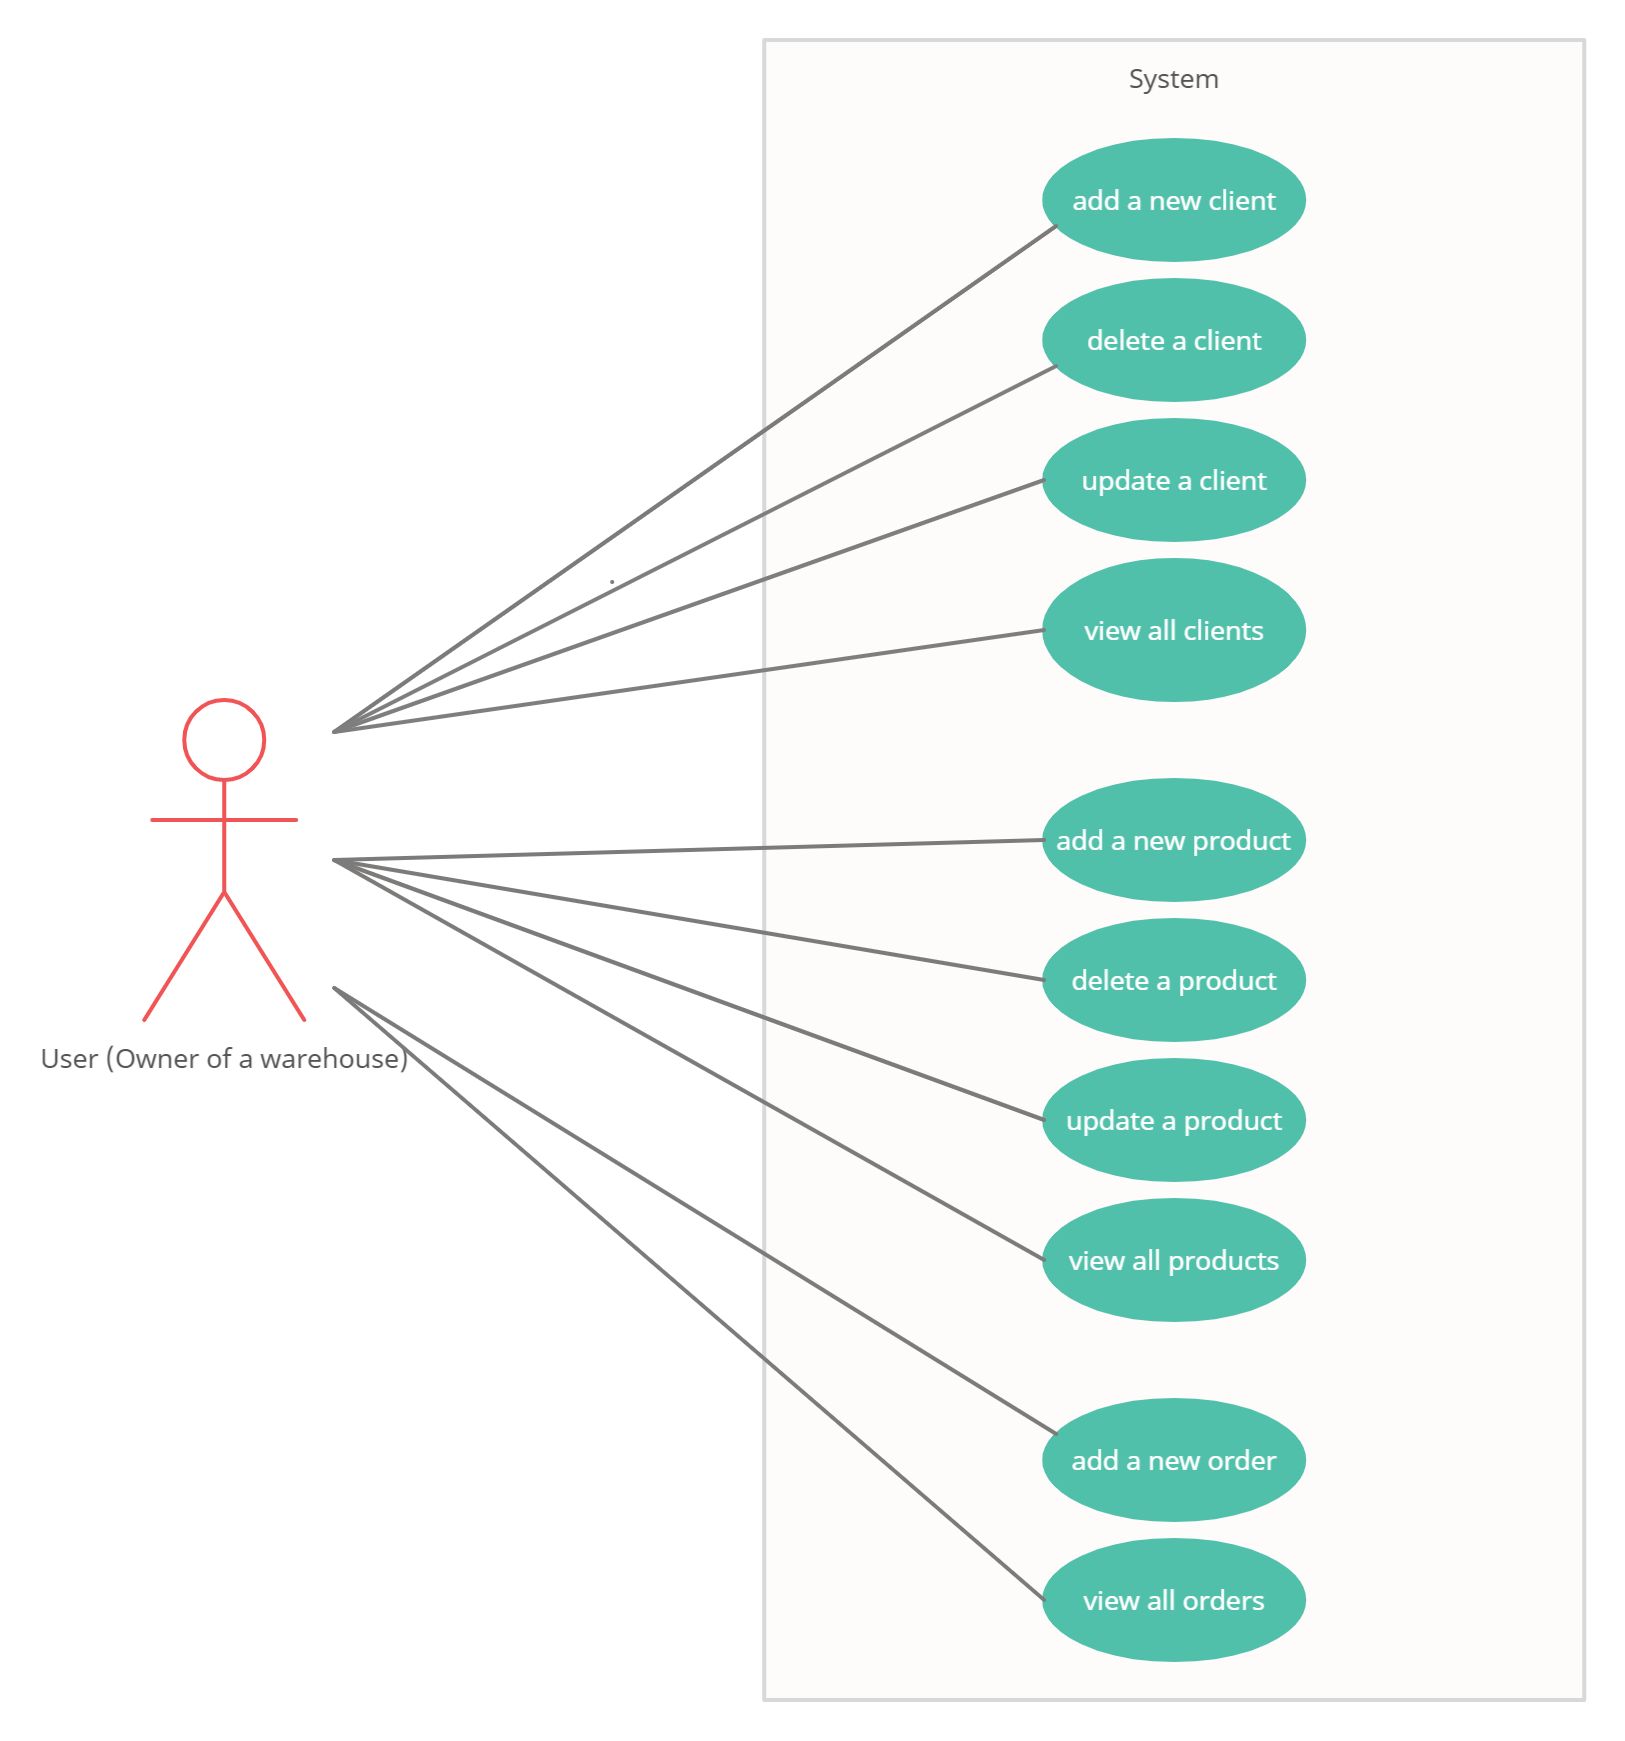 System
add a new client
delete a client
update a client
view all clients
add a new product
delete a product
User (Owner of a warehouse)
update a product
view all products
add a new order
view all orders